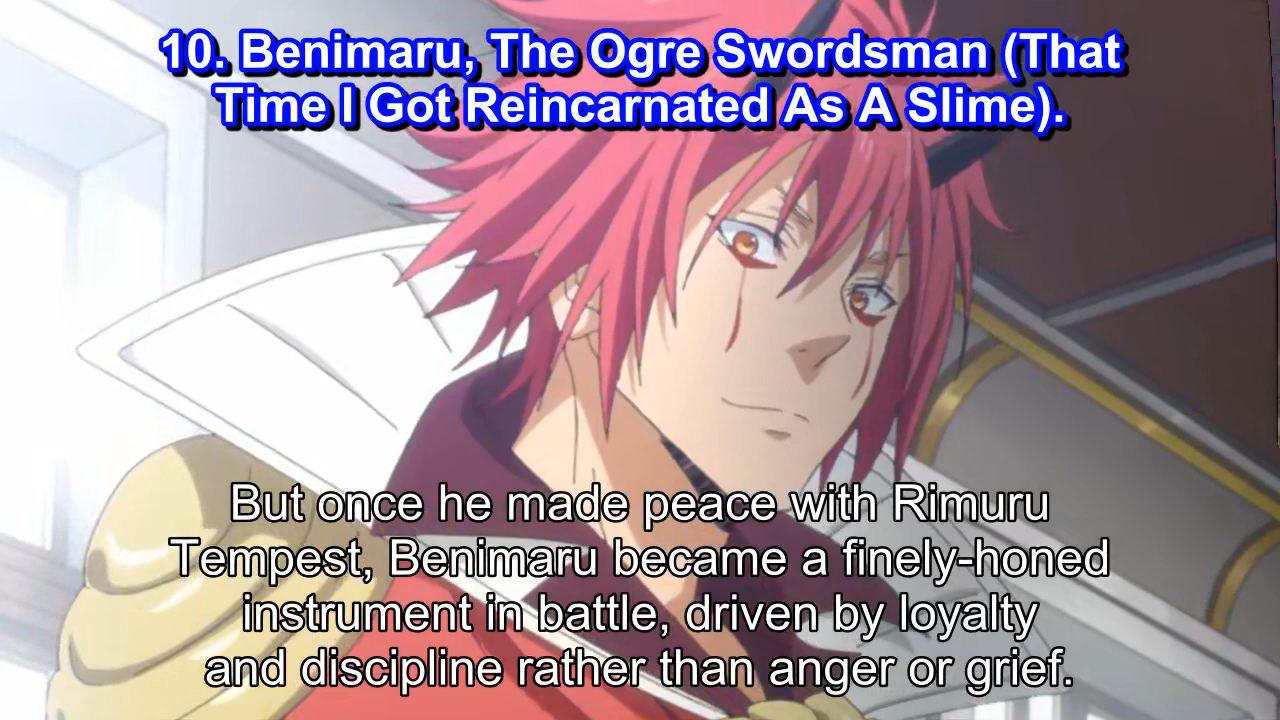 10. Benimaru, The Ogre Swordsman (That
Time I Got Reincarnated As A Slime).
But once he made peace with Rimuru
Tempest, Benimaru became a finely-honed
instrument in battle, driven by loyalty
and discipline rather than anger or grief.